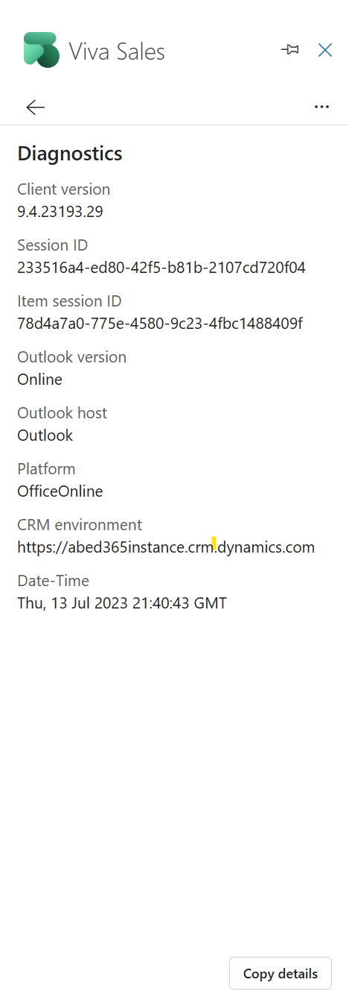 Viva Sales
Diagnostics
Client version
9.4.23193.29
Session ID
233516a4-ed80-42f5-b81b-2107cd720f04
Item session ID
78d4a7a0-775e-4580-9c23-4fbc1488409f
Outlook version
Online
Outlook host
Outlook
Platform
OfficeOnline
CRM environment
https://abed365instance.crm.dynamics.com
Date-Time
Thu, 13 Jul 2023 21:40:43 GMT
Copy details